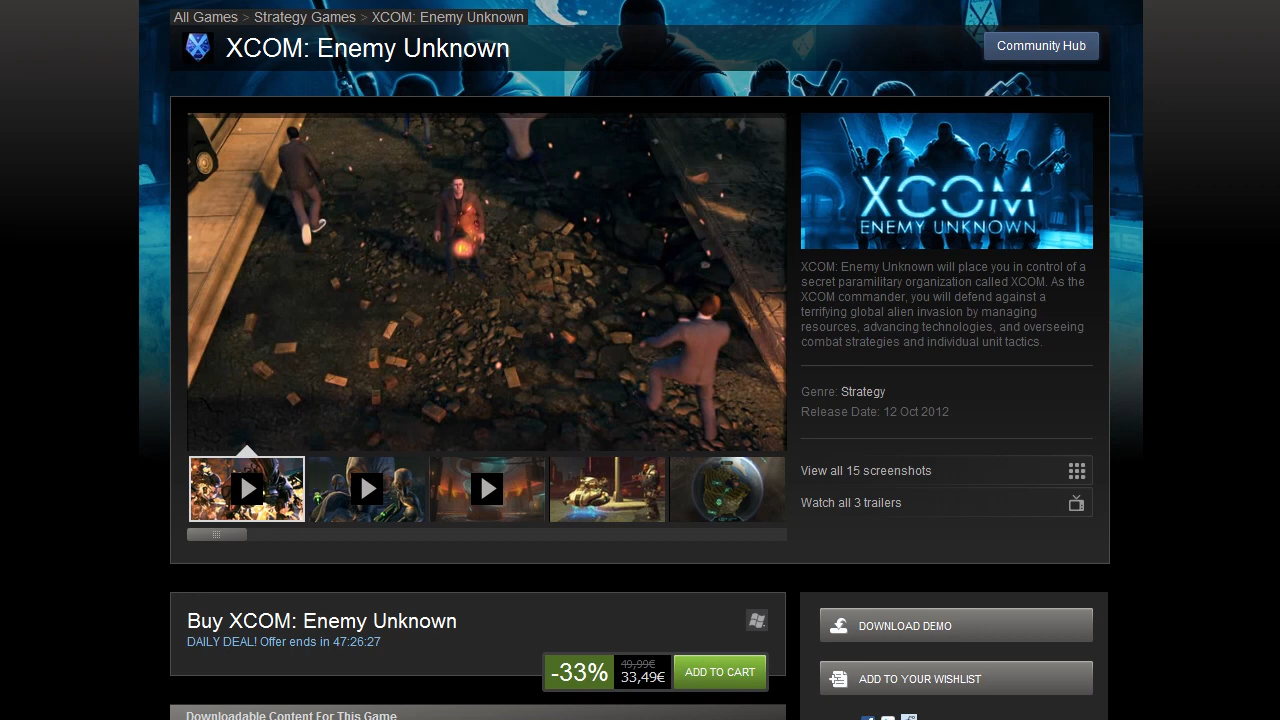 All Games > Strategy Games > XCOM: Enemy Unknown
XCOM: Enemy Unknown
Community Hub
XCOM
ENEMY UNKNOWN
XCOM: Enemy Unknown will place you in control of a
secret paramilitary organization called XCOM. As the
XCOM commander, you will defend against a
terrifying global alien invasion by managing
resources, advancing technologies, and overseeing
combat strategies and individual unit tactics.
Genre: Strategy
Release Date: 12 Oct 2012
View all 15 screenshots
Watch all 3 trailers
Buy XCOM: Enemy Unknown
DAILY DEAL! Offer ends in 47:26:27
-33%
49,99€
33,49€
ADD TO CART
DOWNLOAD DEMO
ADD TO YOUR WISHLIST
Downloadable Content For This Game